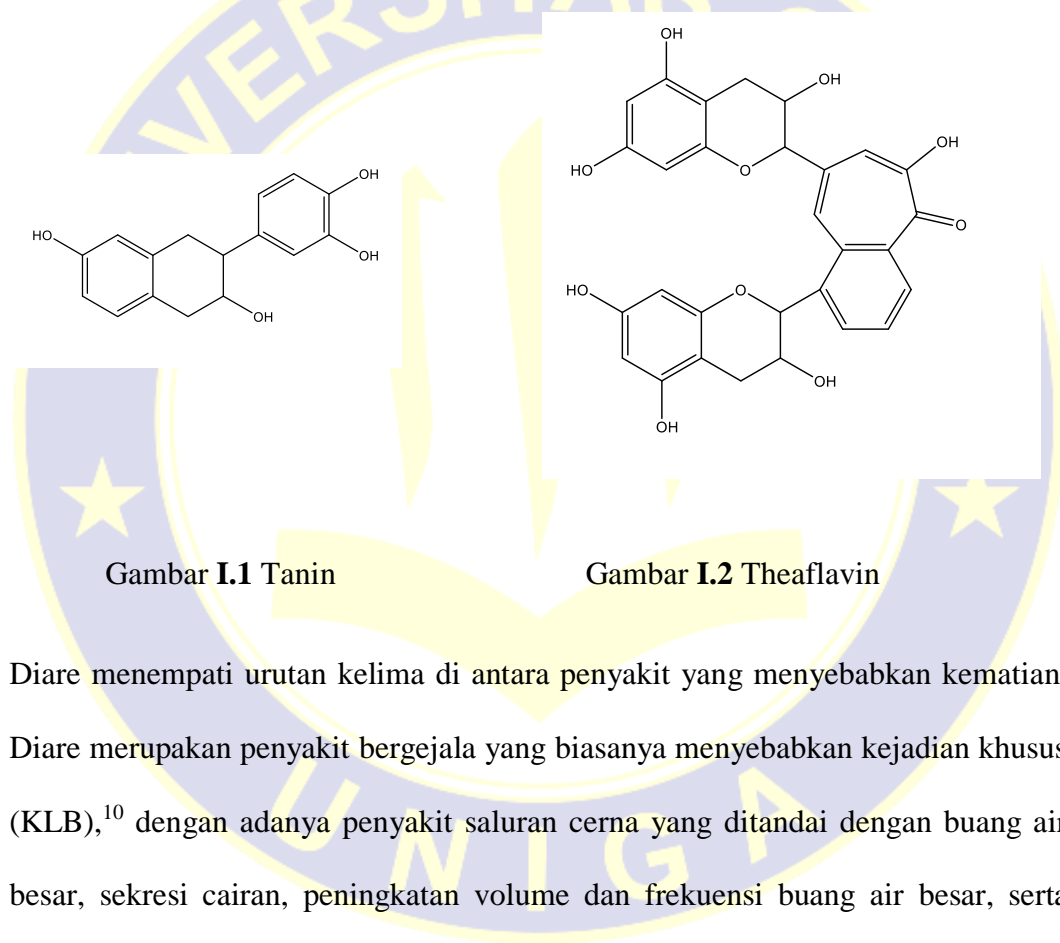 OH
OH
OH
HO
O
OH
O
HO
OH
OH
OH
HO
O
OH
OH
Gambar I.1 Tanin Gambar I.2 Theaflavin
Diare menempati urutan kelima di antara penyakit yang menyebabkan kematian
Diare merupakan penyakit bergejala yang biasanya menyebabkan kejadian khusus
(KLB),10 dengan adanya penyakit saluran cerna yang ditandai dengan buang air
besar, sekresi cairan, peningkatan volume dan frekuensi buang air besar, serta
UNIGA